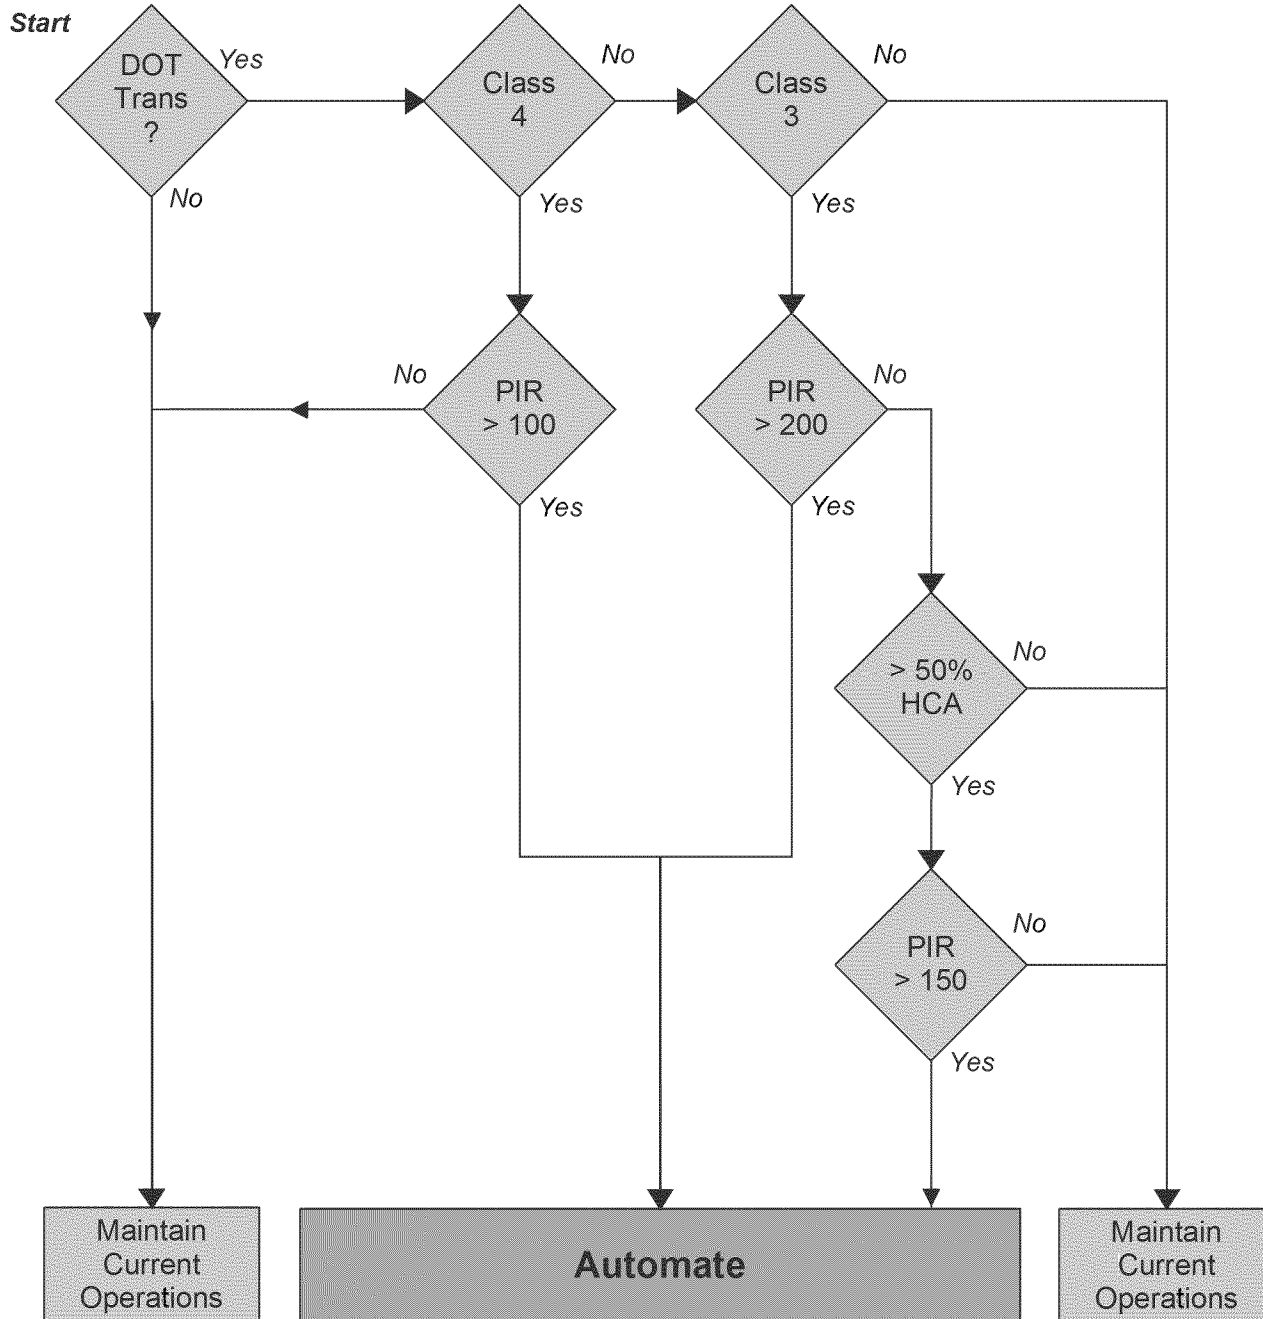 Start
DOT
Trans
?
Yes
No
Class
4
No
Yes
Class
3
No
Yes
PIR
> 100
No
Yes
PIR
> 200
No
Yes
> 50%
HCA
No
Yes
PIR
> 150
No
Yes
Maintain
Current
Operations
Automate
Maintain
Current
Operations